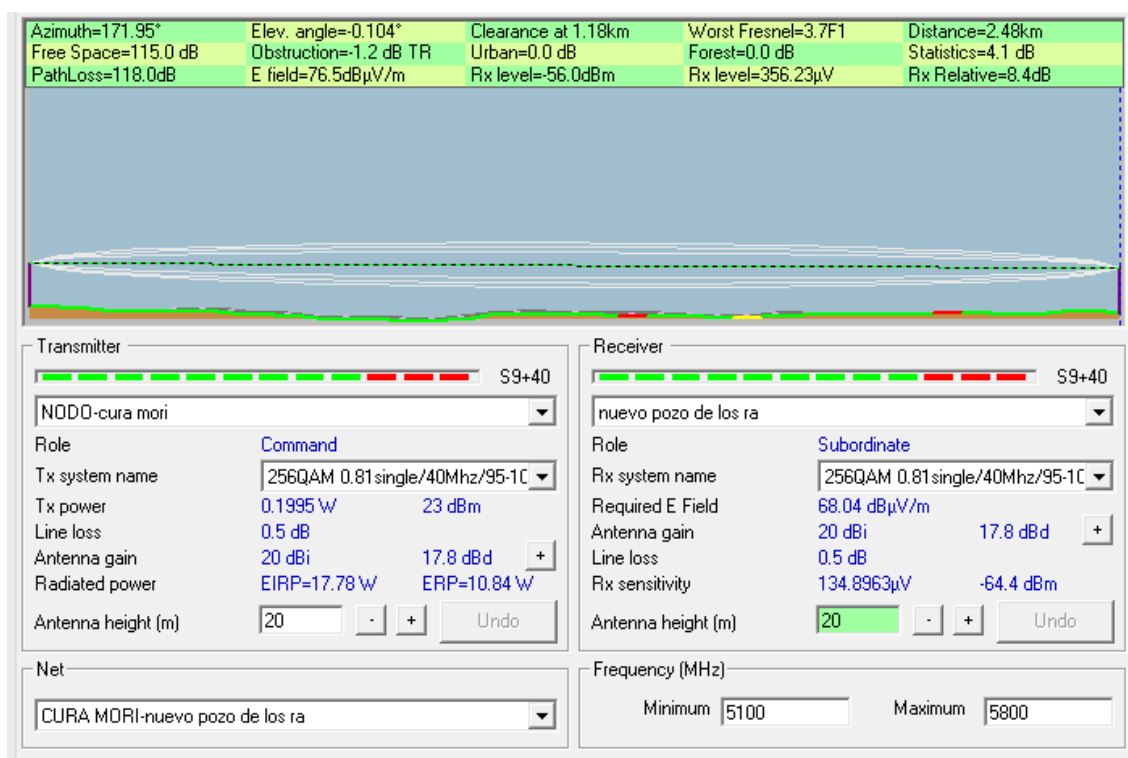 Azimuth=171.95° Elev. angle=-0.104° Clearance at 1.18km Worst Fresnel=3.7F1 Distance=2.48km
Free Space=115.0 dB Obstruction=-1.2 dB TR Urban=0.0 dB Forest=0.0 dB Statistics=4.1 dB
PathLoss=118.0dB E field=76.5dBμV/m Rx level=-56.0dBm Rx level=356.23μV Rx Relative=8.4dB
Transmitter
S9+40
NODO-cura mori
Role Command
Tx system name 256QAM 0.81single/40Mhz/95-10
Tx power 0.1995 W 23 dBm
Line loss 0.5 dB
Antenna gain 20 dBi 17.8 dBd +
Radiated power EIRP=17.78 W ERP=10.84 W
Antenna height (m) 20 - + Undo
Receiver
S9+40
nuevo pozo de los ra
Role Subordinate
Rx system name 256QAM 0.81single/40Mhz/95-10
Required E Field 68.04 dBμV/m
Antenna gain 20 dBi 17.8 dBd +
Line loss 0.5 dB
Rx sensitivity 134.8963μV -64.4 dBm
Antenna height (m) 20 - + Undo
Net
CURA MORI-nuevo pozo de los ra
Frequency (MHz)
Minimum 5100 Maximum 5800